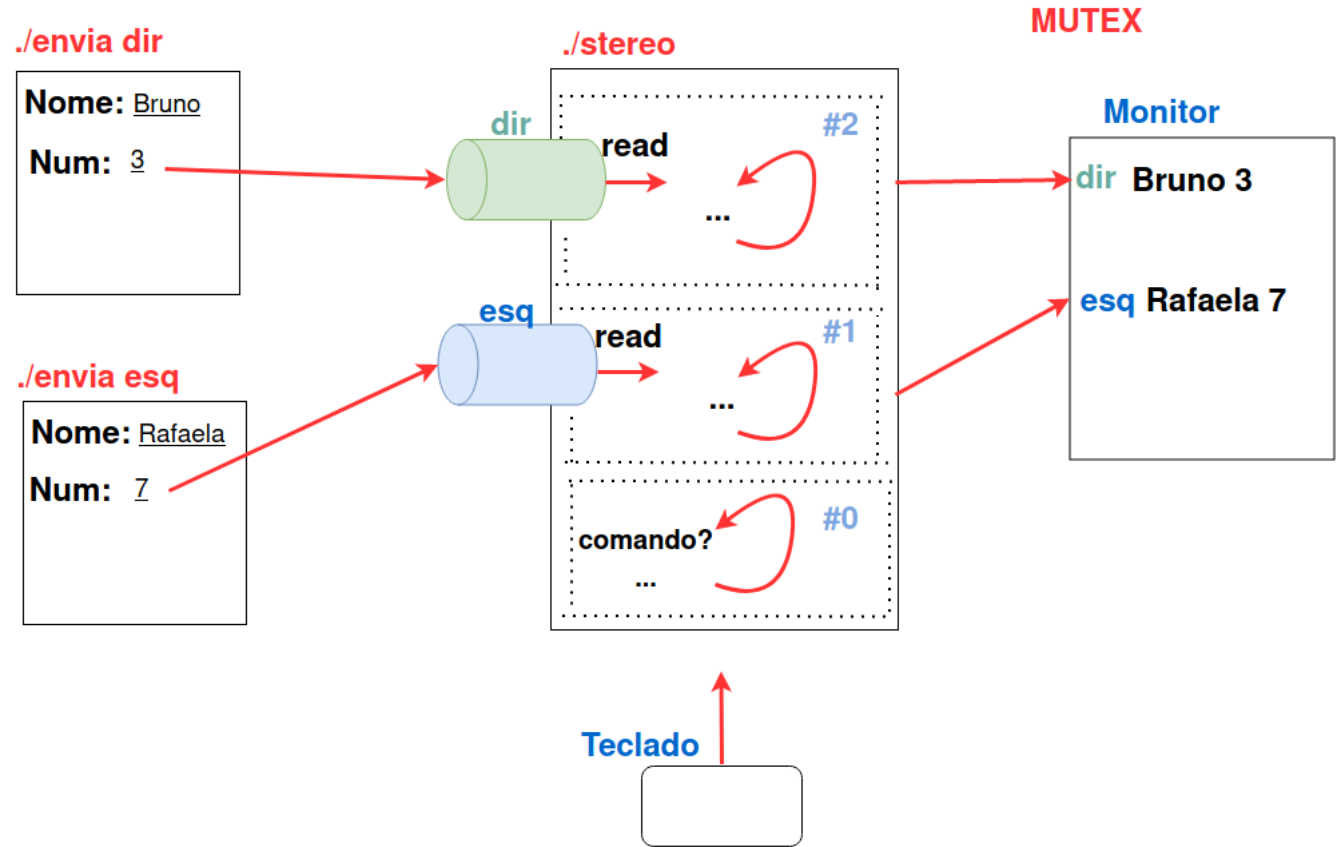 MUTEX
./envia dir
Nome: Bruno
Num: 3
./stereo
dir
read
#2
...
Monitor
dir Bruno 3
esq Rafaela 7
esq
read
#1
...
./envia esq
Nome: Rafaela
Num: 7
#0
comando?
...
Teclado